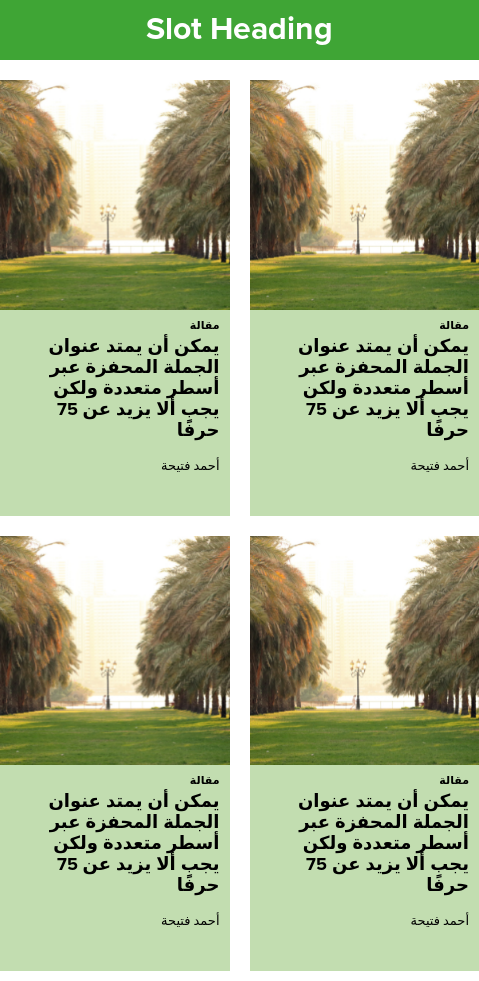 Slot Heading
مقالة
يمكن أن يمتد عنوان
الجملة المحفزة عبر
أسطر متعددة ولكن
يجب ألا يزيد عن 75
حرفًا
أحمد فتيحة
مقالة
يمكن أن يمتد عنوان
الجملة المحفزة عبر
أسطر متعددة ولكن
يجب ألا يزيد عن 75
حرفًا
أحمد فتيحة
مقالة
يمكن أن يمتد عنوان
الجملة المحفزة عبر
أسطر متعددة ولكن
يجب ألا يزيد عن 75
حرفًا
أحمد فتيحة
مقالة
يمكن أن يمتد عنوان
الجملة المحفزة عبر
أسطر متعددة ولكن
يجب ألا يزيد عن 75
حرفًا
أحمد فتيحة